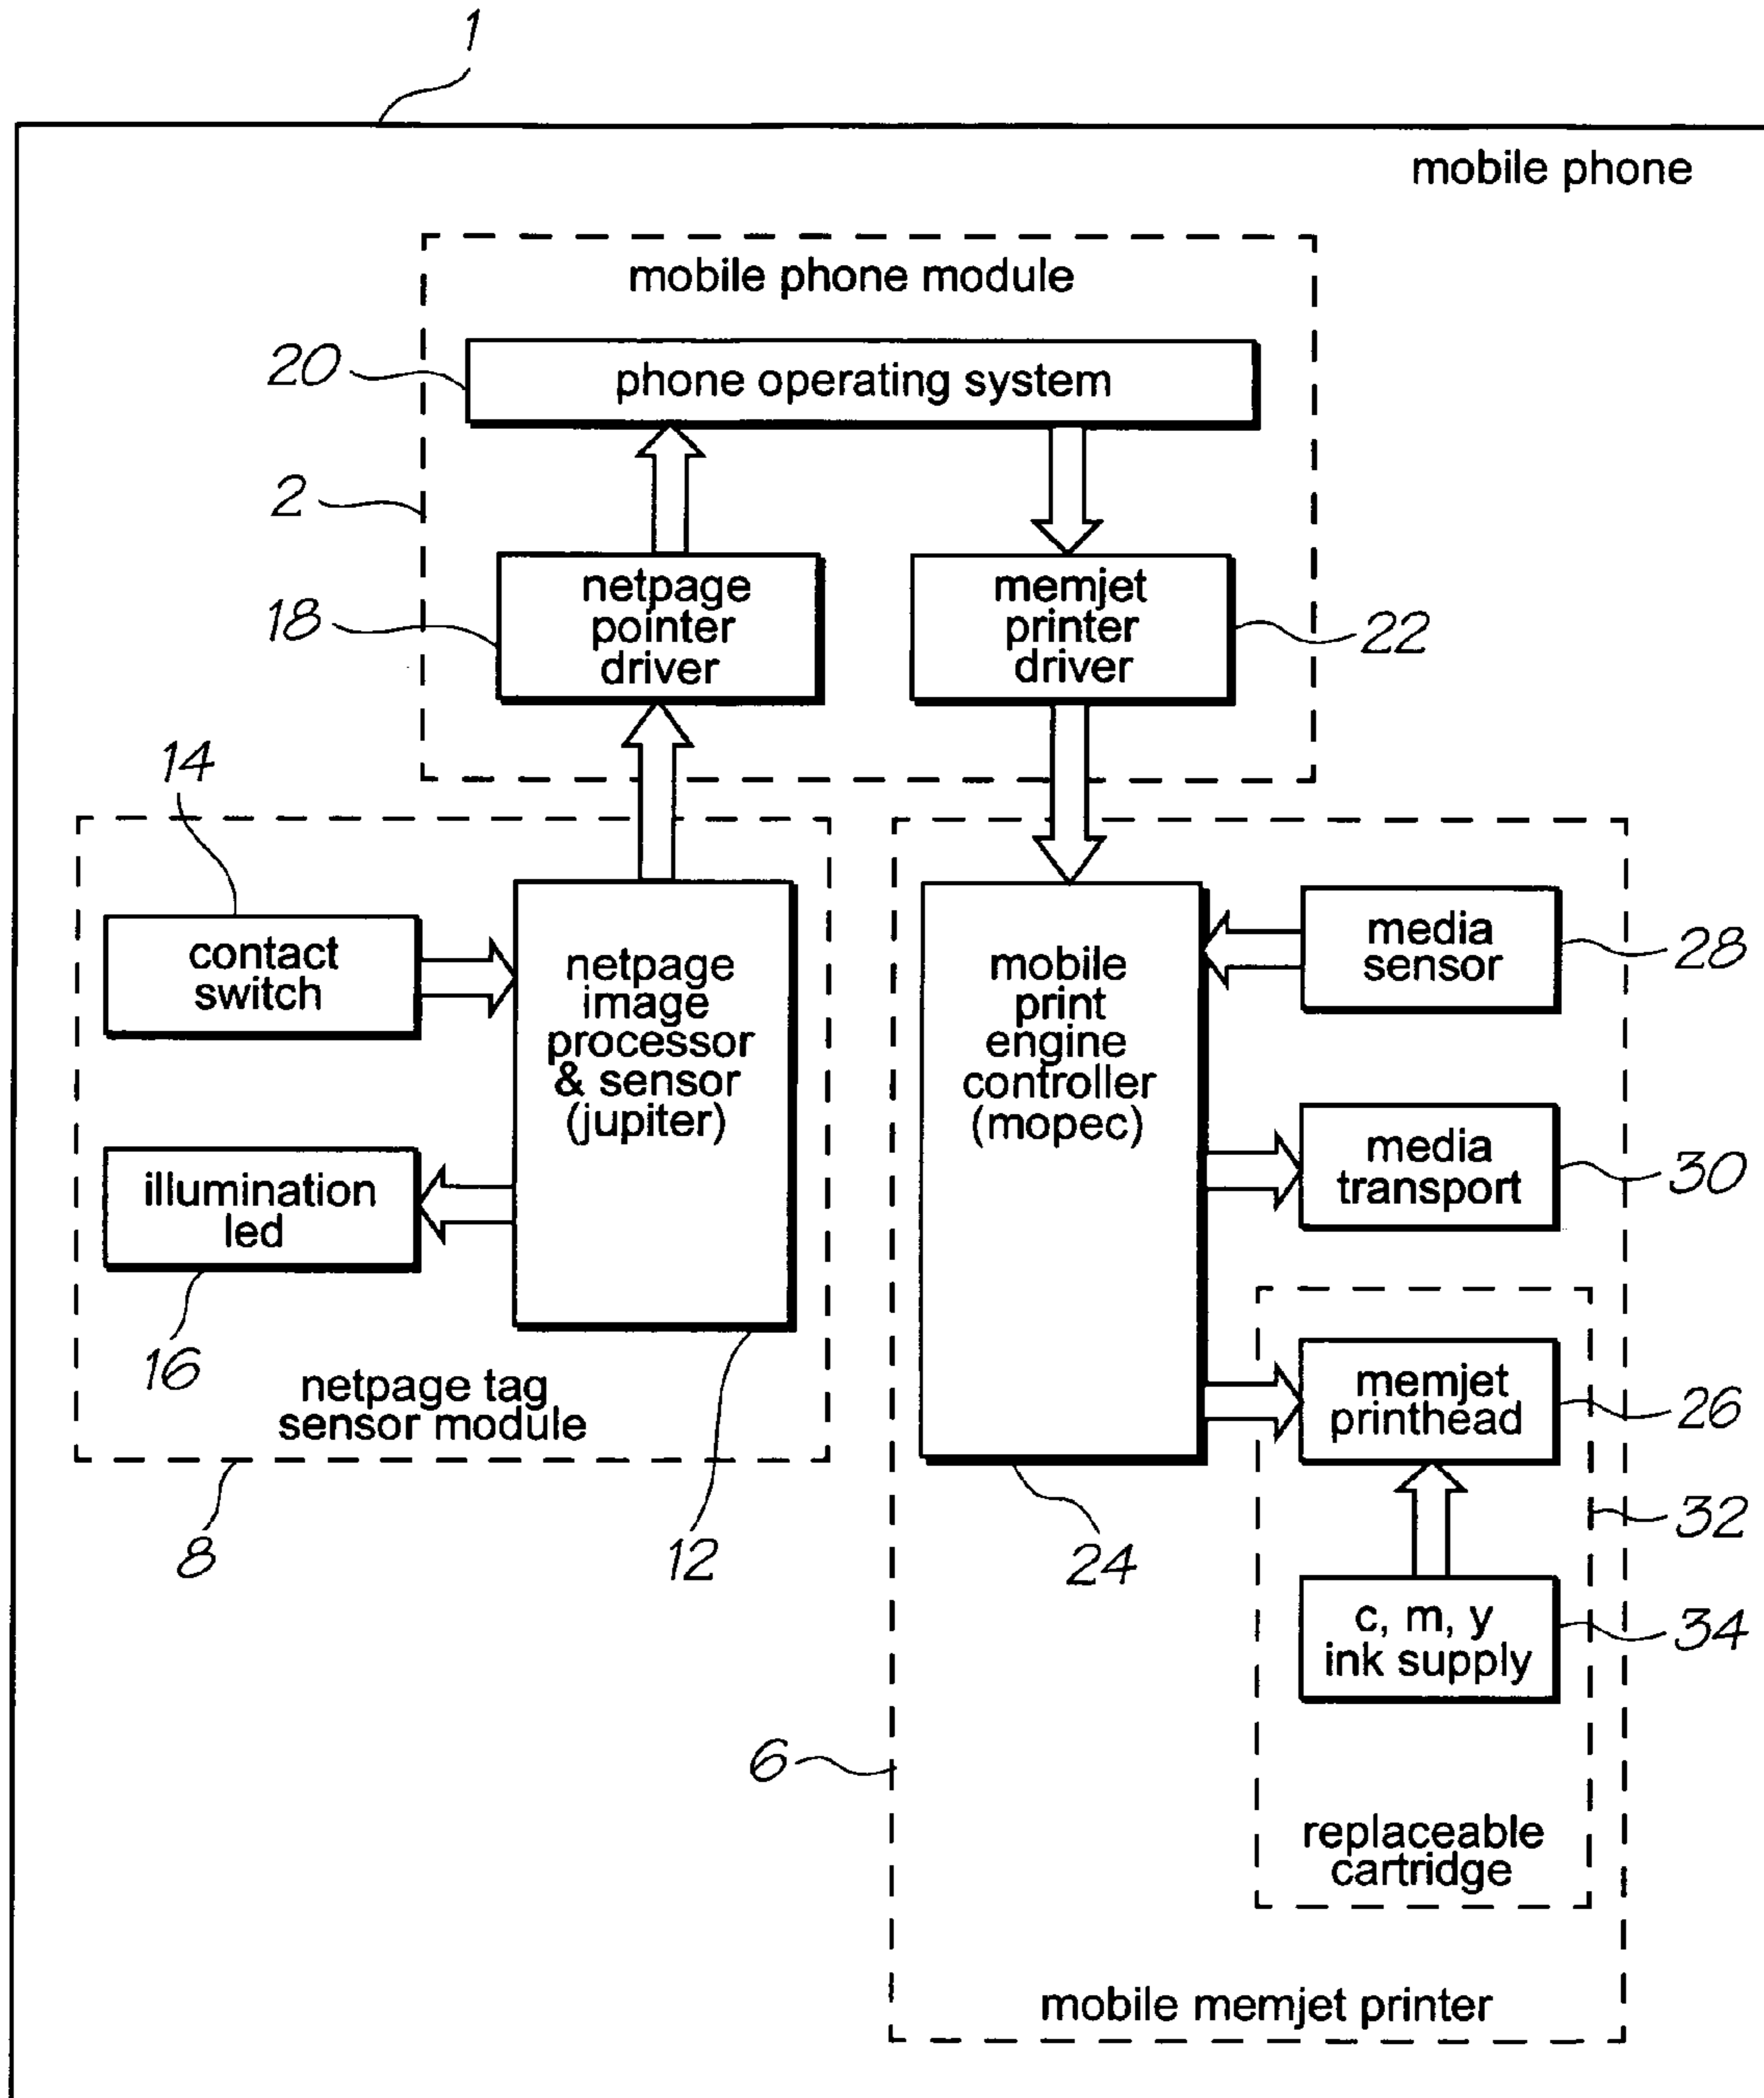 1
mobile phone
mobile phone module
20
phone operating system
2
18
netpage
pointer
driver
memjet
printer
driver
22
14
contact
switch
netpage
image
processor
& sensor
(jupiter)
illumination
led
16
netpage tag
sensor module
8
12
mobile
print
engine
controller
(mopec)
media
sensor
28
media
transport
30
memjet
printhead
26
32
24
c, m, y
ink supply
34
6
replaceable
cartridge
mobile memjet printer